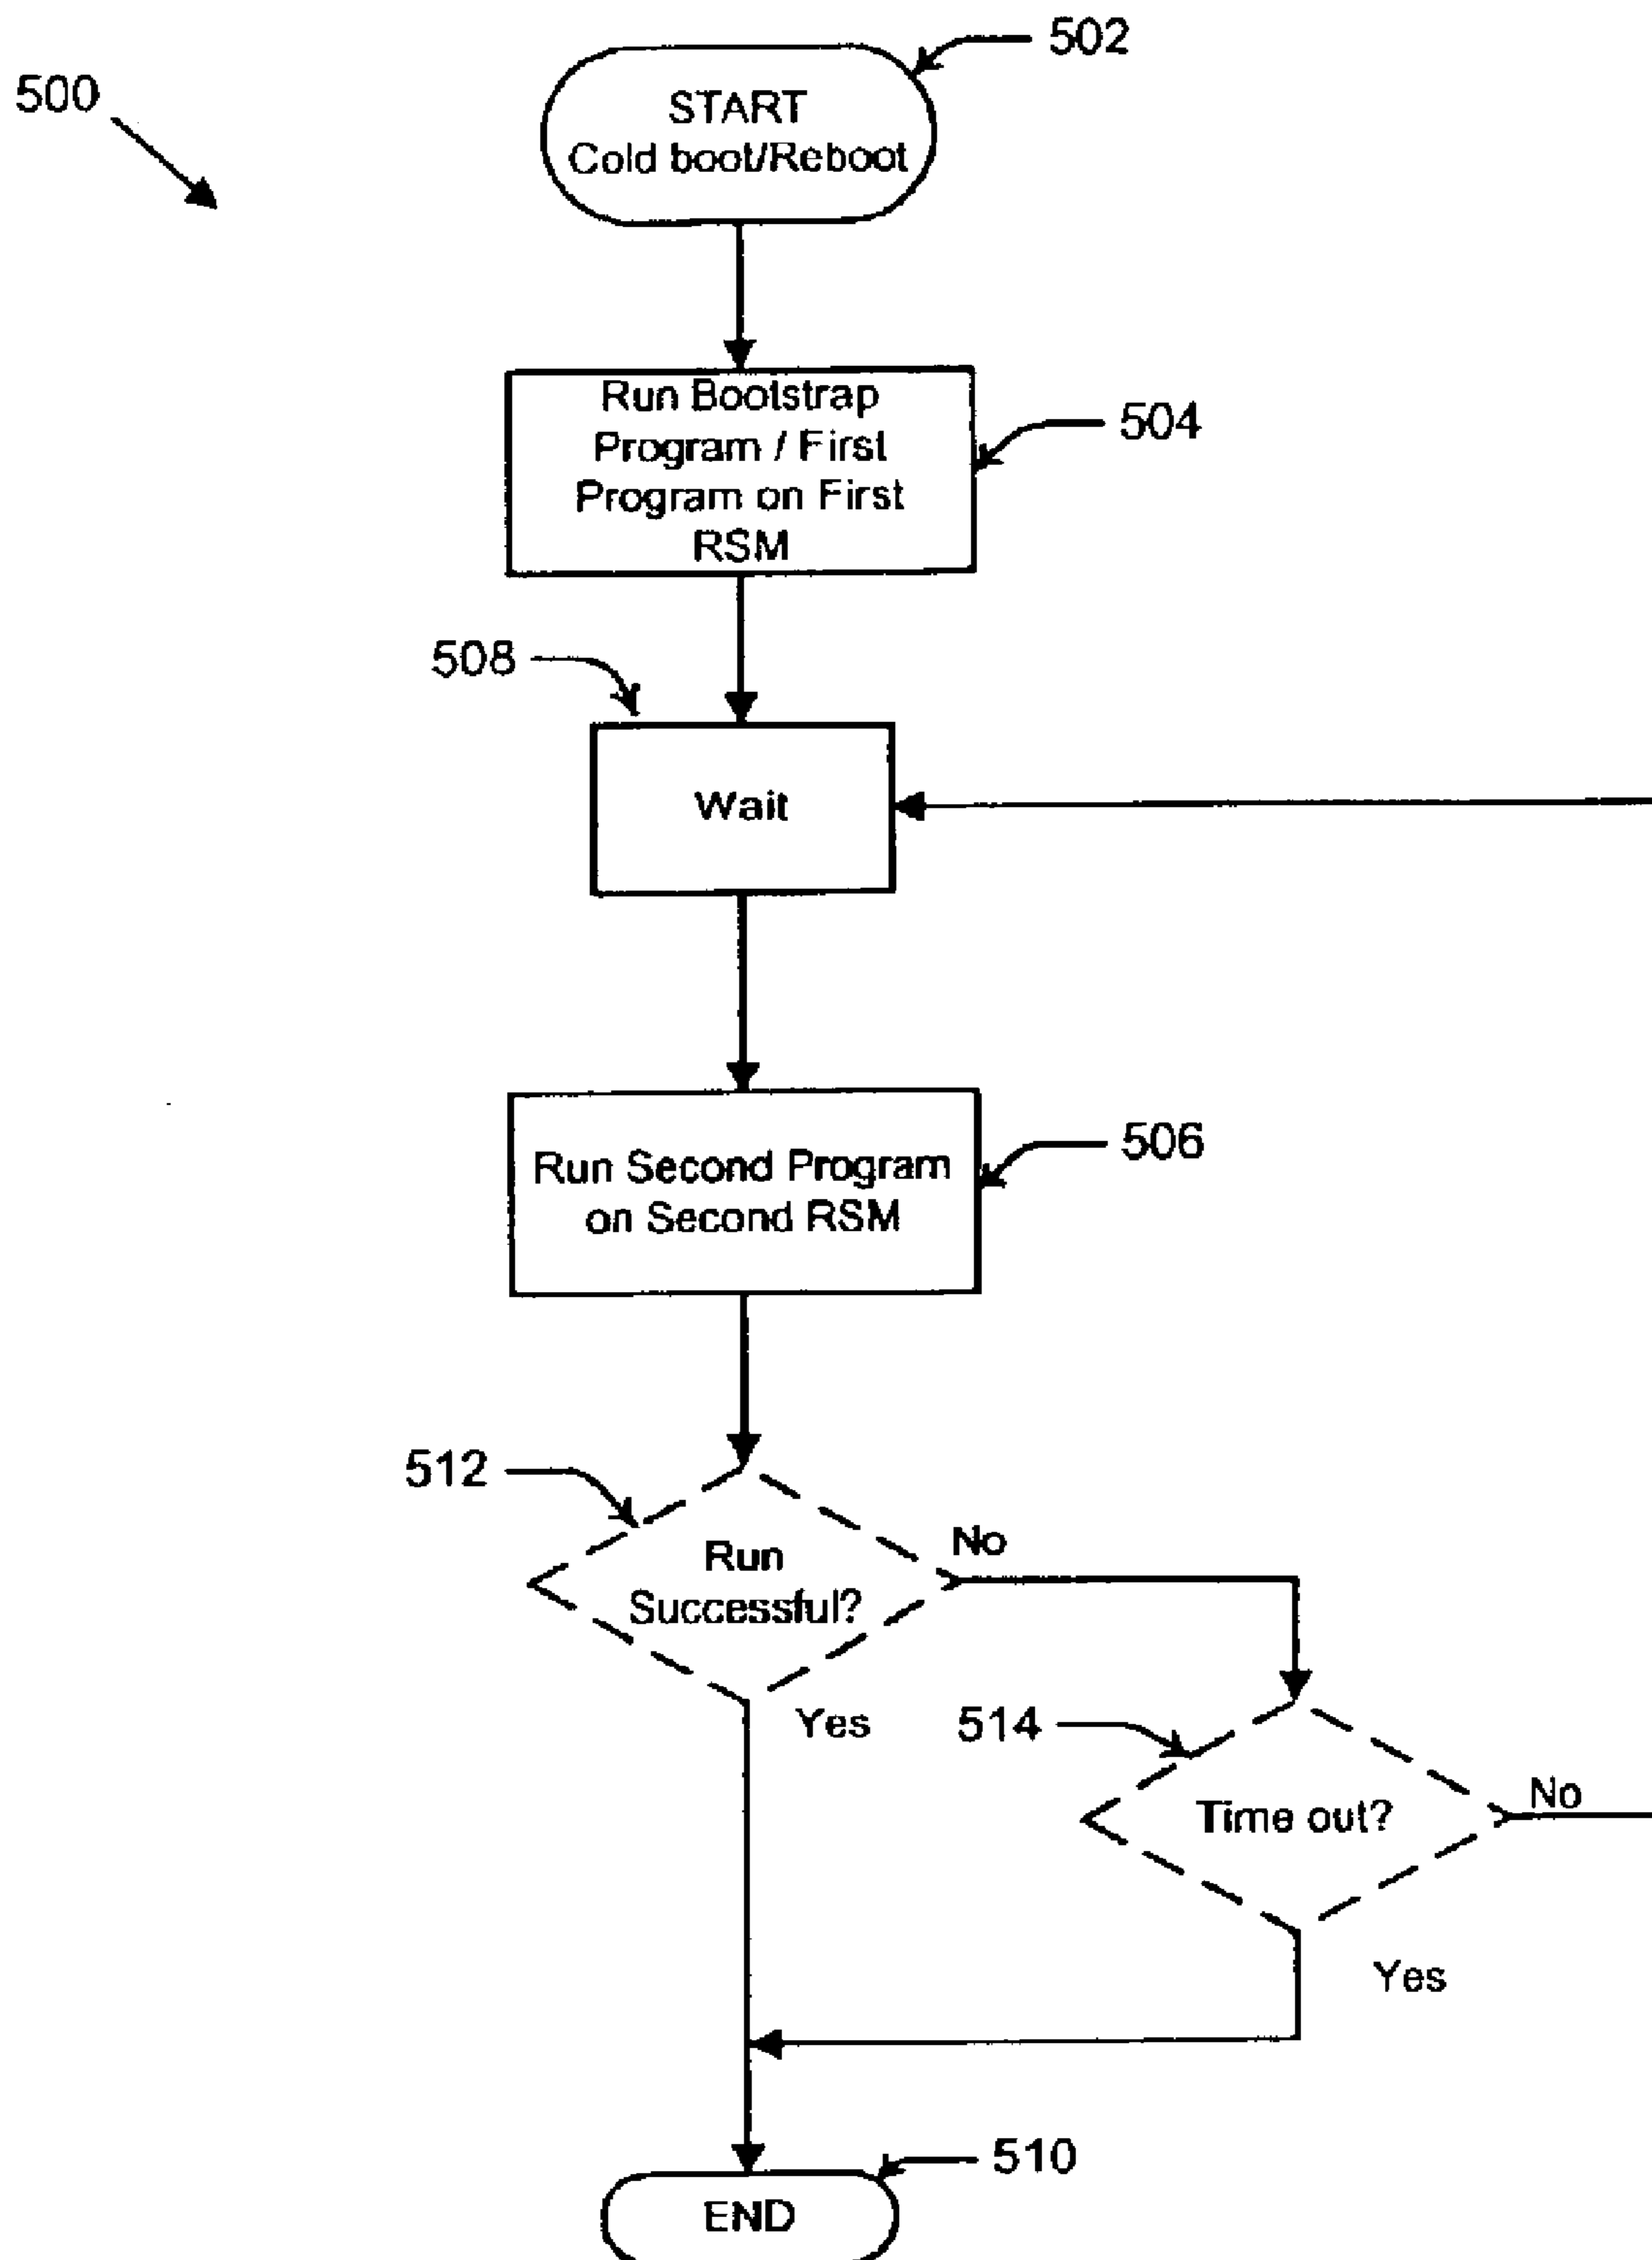 502
500
START
Cold boot/Reboot
Run Bootstrap
Program / First
Program on First
RSM
504
508
Wait
Run Second Program
on Second RSM
506
512
Run
Successful?
No
Yes
514
Time out?
No
Yes
510
END